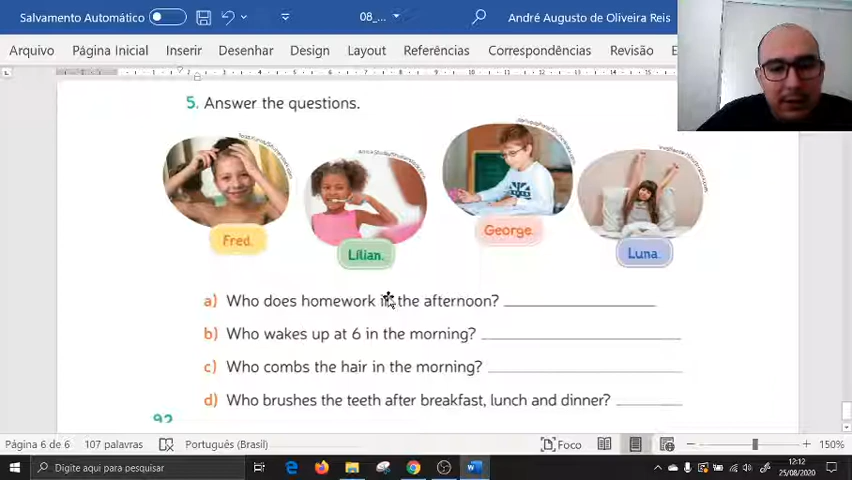 Salvamento Automático
08_...
André Augusto de Oliveira Reis
Arquivo Página Inicial Inserir Desenhar Design Layout Referências Correspondências Revisão
5. Answer the questions.
Fred.
Lílian.
George.
Luna.
a) Who does homework in the afternoon?
b) Who wakes up at 6 in the morning?
c) Who combs the hair in the morning?
d) Who brushes the teeth after breakfast, lunch and dinner?
92
Página 6 de 6 107 palavras Português (Brasil) Foco 150%
Digite aqui para pesquisar
12:12
25/08/2020